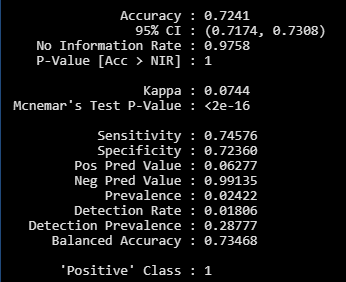 Accuracy : 0.7241
95% CI : (0.7174, 0.7308)
No Information Rate : 0.9758
P-Value [Acc > NIR] : 1
Kappa : 0.0744
Mcnemar's Test P-Value : <2e-16
Sensitivity : 0.74576
Specificity : 0.72360
Pos Pred Value : 0.06277
Neg Pred Value : 0.99135
Prevalence : 0.02422
Detection Rate : 0.01806
Detection Prevalence : 0.28777
Balanced Accuracy : 0.73468
'Positive' Class : 1